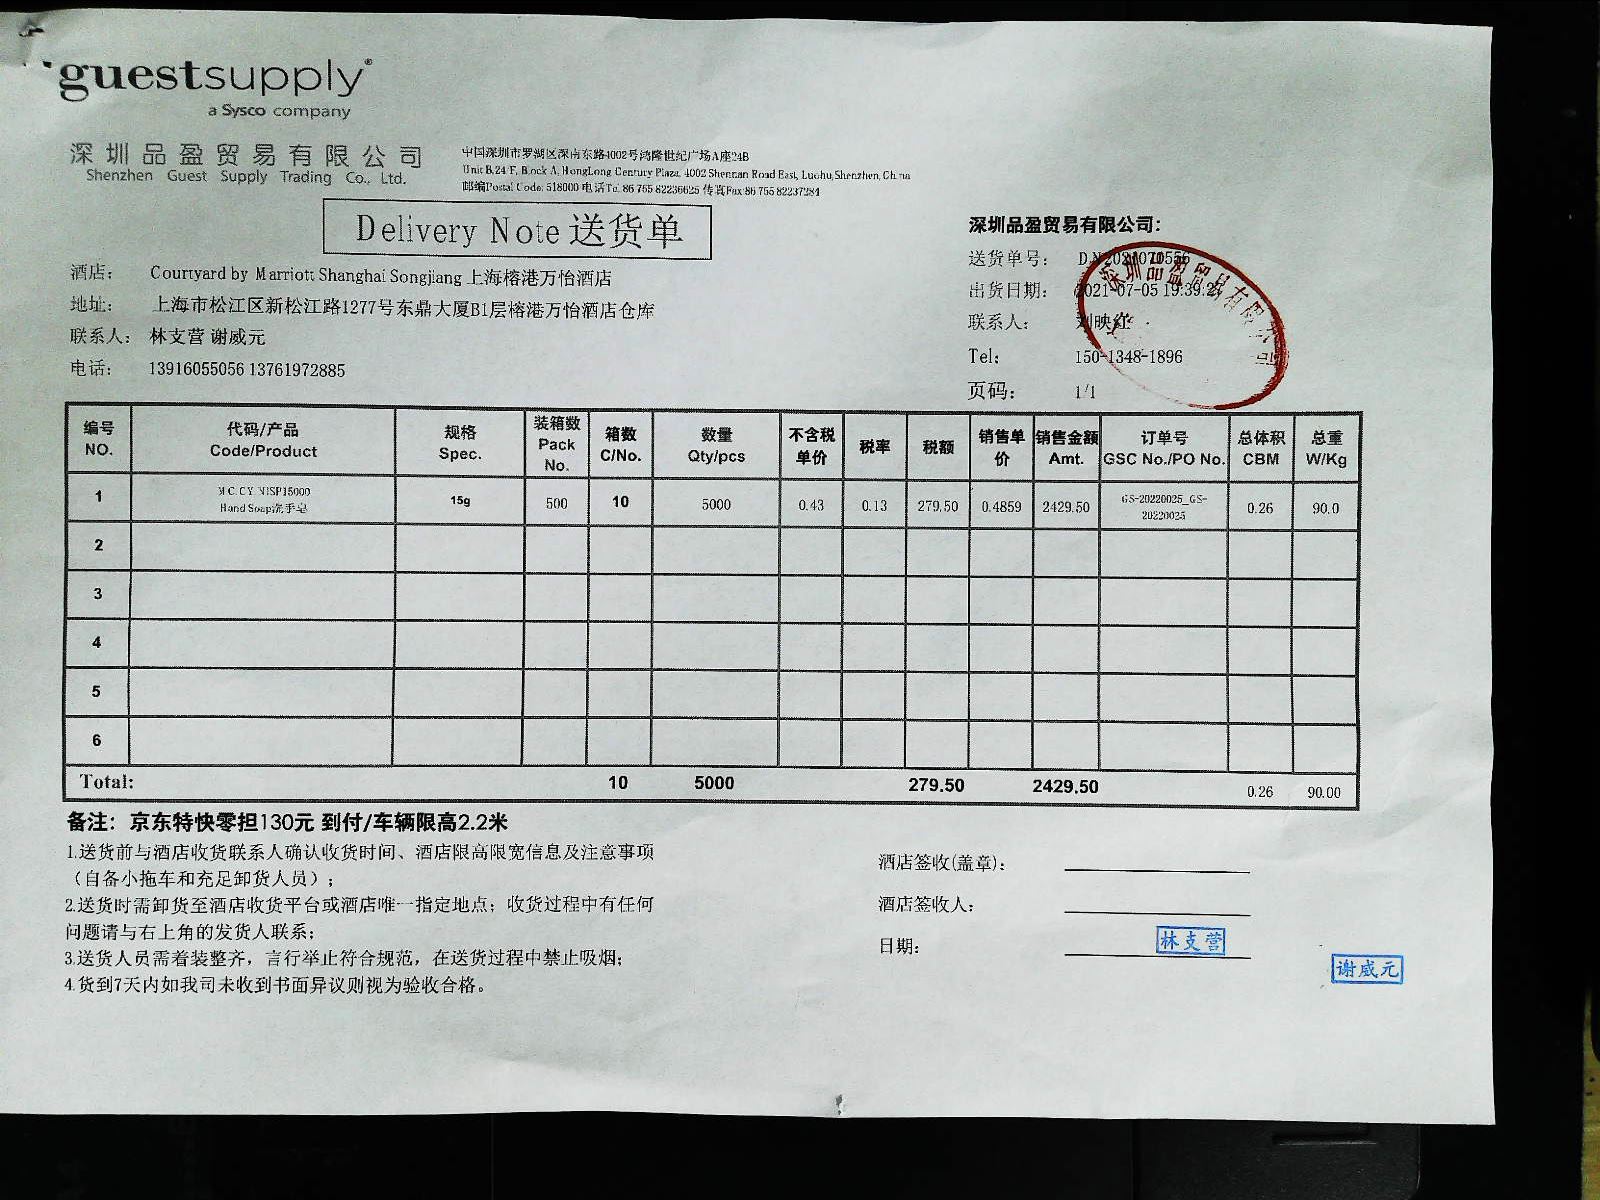 guestsupply®
a Sysco company
深圳品盈贸易有限公司
Shenzhen Guest Supply Trading Co., Ltd.
中国深圳市罗湖区深南东路4002号鸿隆世纪广场A座24B
Unit B,24/F, Block A, HongLong Century Plaza, 4002 Shennan Road East, Luohu,Shenzhen, China
邮编Postal Code: 518000 电话Tel 86 755 82236625 传真Fax:86 755 82237284
Delivery Note 送货单
酒店： Courtyard by Marriott Shanghai Songjiang 上海榕港万怡酒店
地址： 上海市松江区新松江路1277号东鼎大厦B1层榕港万怡酒店仓库
联系人： 林支营 谢威元
电话： 13916055056 13761972885
深圳品盈贸易有限公司：
送货单号： DN2021070556
出货日期： 2021-07-05 19:39:2
联系人： 刘映红
Tel： 150-1348-1896
页码： 1/1
深圳品盈贸易有限公司
编号 NO. 代码/产品 Code/Product 规格 Spec. 装箱数 Pack No. 箱数 C/No. 数量 Qty/pcs 不含税单价 税率 税额 销售单价 销售金额 Amt. 订单号 GSC No./PO No. 总体积 CBM 总重 W/Kg
1 Hand Soap洗手皂 15g 500 10 5000 0.43 0.13 279.50 0.4859 2429.50 GS-20220025_GS-20220025 0.26 90.0
2
3
4
5
6
Total: 10 5000 279.50 2429.50 0.26 90.00
备注：京东特快零担130元 到付/车辆限高2.2米
1.送货前与酒店收货联系人确认收货时间、酒店限高限宽信息及注意事项
（自备小拖车和充足卸货人员）；
2.送货时需卸货至酒店收货平台或酒店唯一指定地点；收货过程中有任何
问题请与右上角的发货人联系；
3.送货人员需着装整齐，言行举止符合规范，在送货过程中禁止吸烟；
4.货到7天内如我司未收到书面异议则视为验收合格。
酒店签收(盖章)：
酒店签收人：
日期：
林支营
谢威元